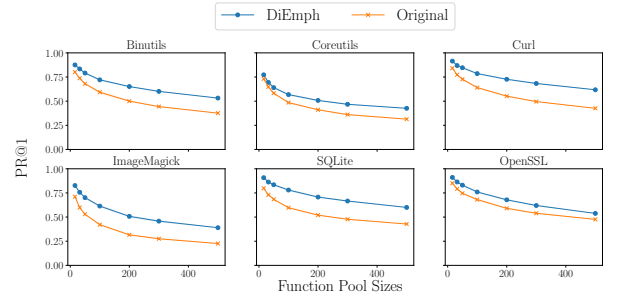 DiEmph Original
Binutils Coreutils Curl
1.00
0.75
0.50
0.25
0.00
ImageMagick SQLite OpenSSL
1.00
0.75
0.50
0.25
0.00
0 200 400 0 200 400 0 200 400
PR@1
Function Pool Sizes